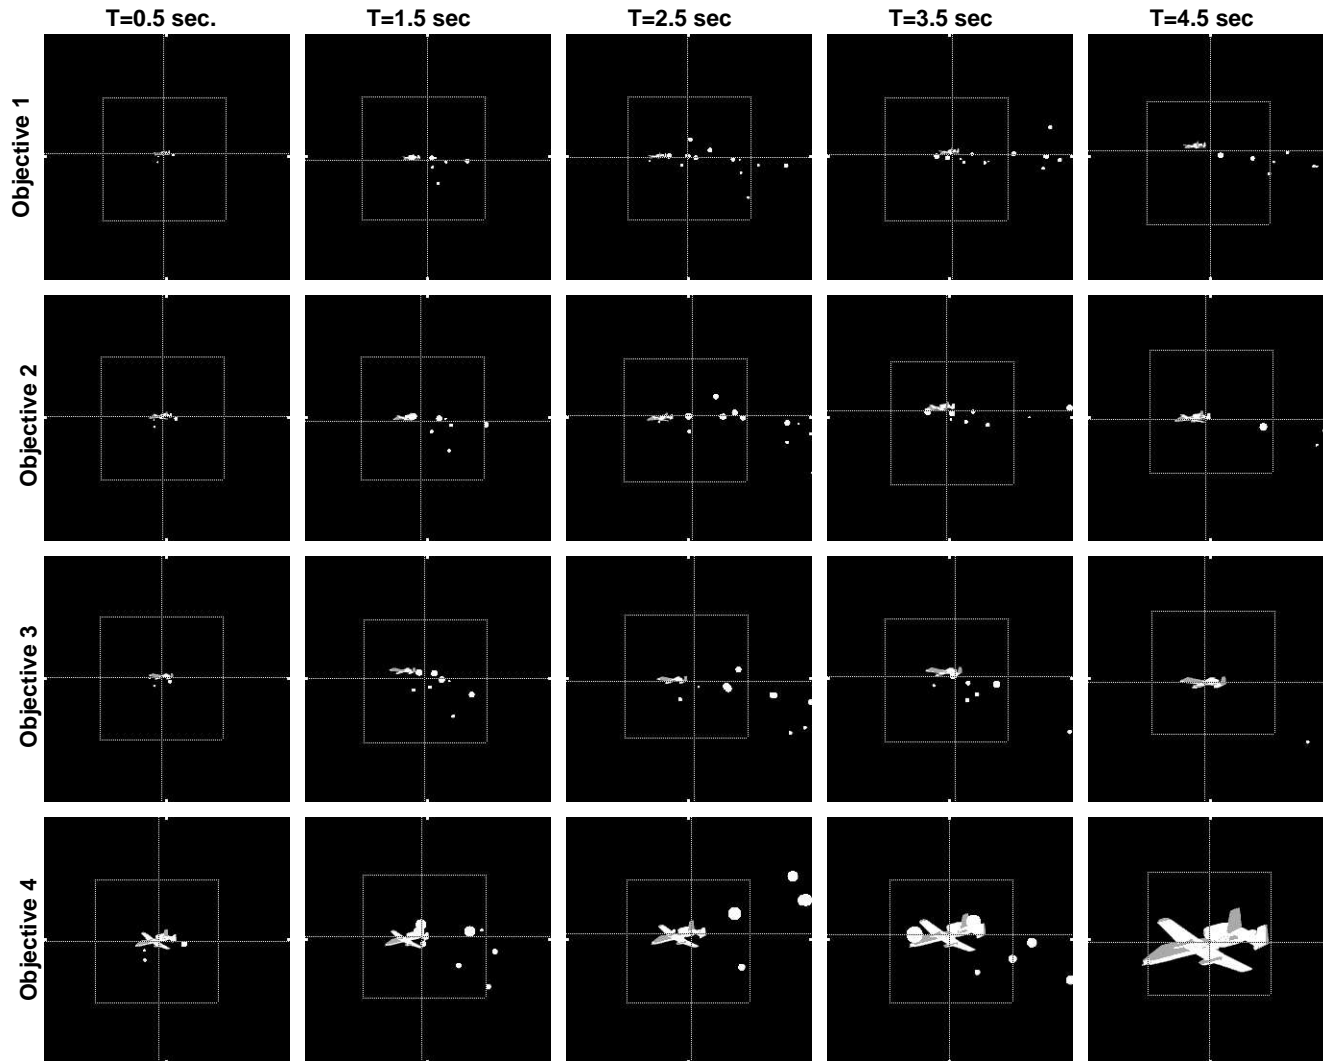 T=0.5 sec.
T=1.5 sec
T=2.5 sec
T=3.5 sec
T=4.5 sec
Objective 1
Objective 2
Objective 3
Objective 4